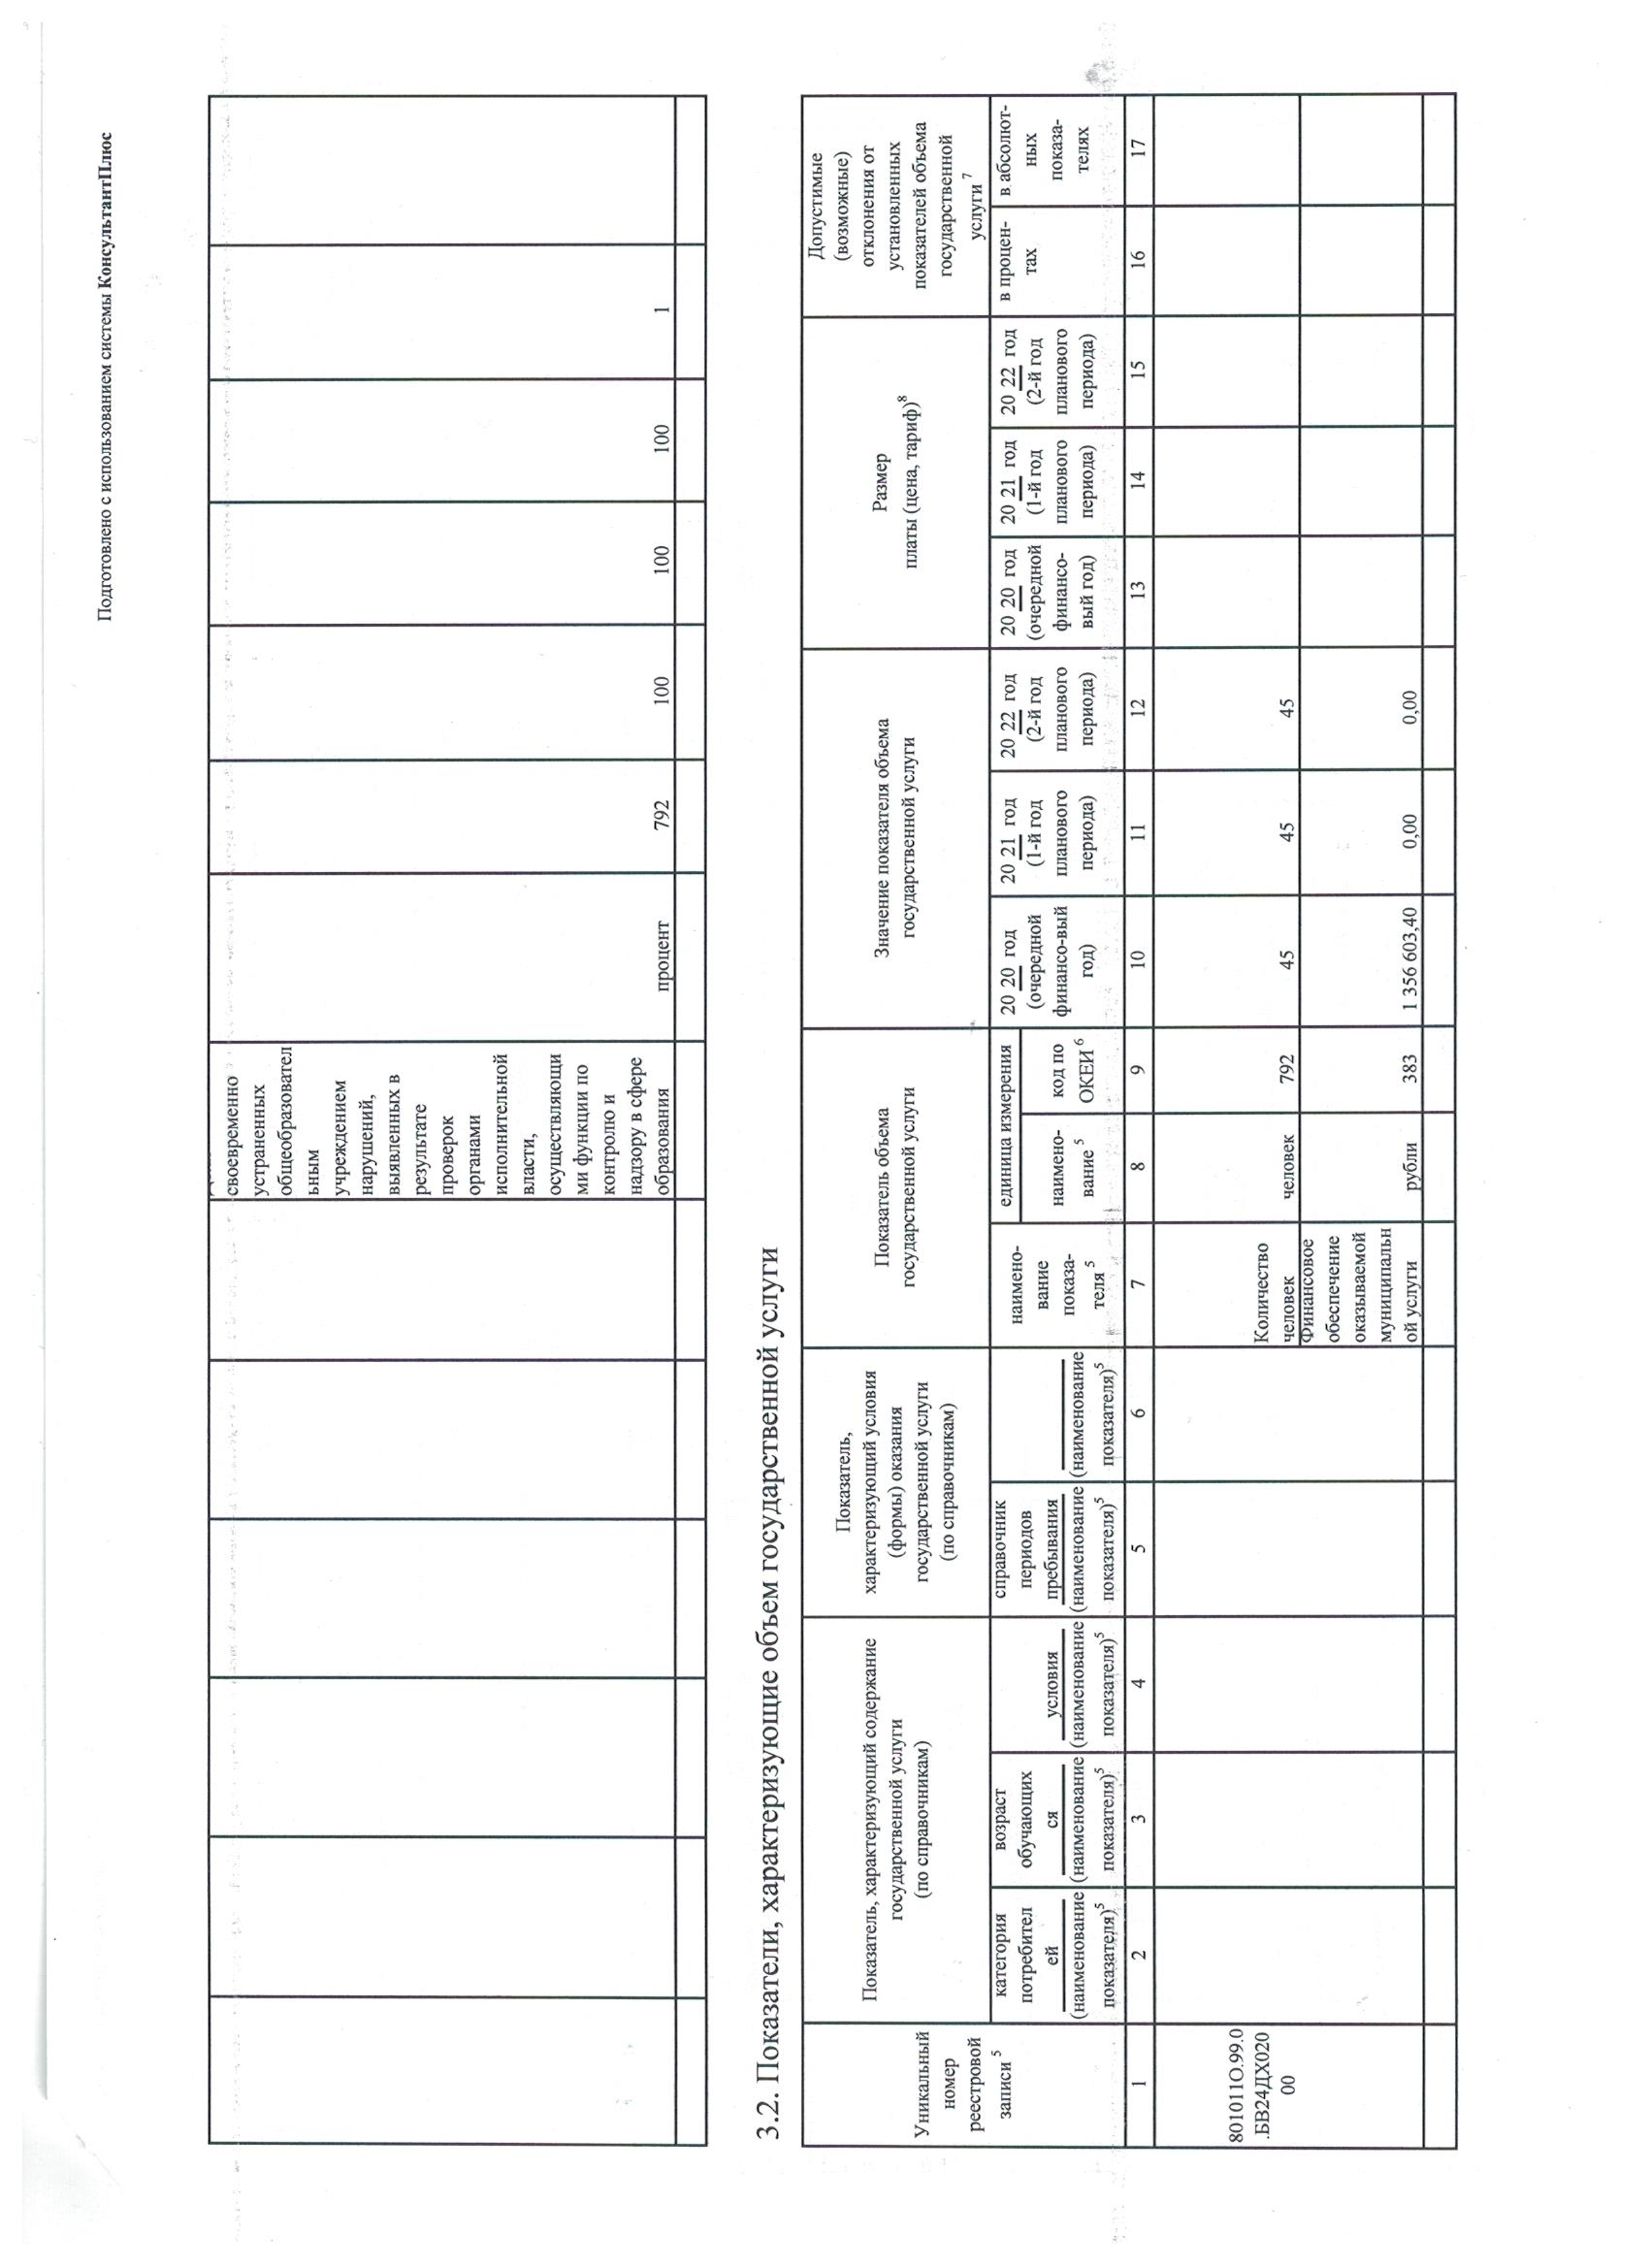 Подготовлено с использованием системы КонсультантПлюс
своевременно
устраненных
общеобразовател
ьным
учреждением
нарушений,
выявленных в
результате
проверок
органами
исполнительной
власти,
осуществляющи
ми функции по
контролю и
надзору в сфере
образования процент 792 100 100 100 1
3.2. Показатели, характеризующие объем государственной услуги
Уникальный
номер
реестровой
записи 5
Показатель, характеризующий содержание
государственной услуги
(по справочникам)
Показатель,
характеризующий условия
(формы) оказания
государственной услуги
(по справочникам)
Показатель объема
государственной услуги
Значение показателя объема
государственной услуги
Размер
платы (цена, тариф)8
Допустимые
(возможные)
отклонения от
установленных
показателей объема
государственной
услуги 7
категория
потребител
ей
(наименование
показателя)5
возраст
обучающих
ся
(наименование
показателя)5
условия
(наименование
показателя)5
справочник
периодов
пребывания
(наименование
показателя)5
(наименование
показателя)5
наимено-
вание
показа-
теля 5
единица измерения
наимено-
вание 5
код по
ОКЕИ 6
20 20 год
(очередной
финансо-вый
год)
20 21 год
(1-й год
планового
периода)
20 22 год
(2-й год
планового
периода)
20 20 год
(очередной
финансо-
вый год)
20 21 год
(1-й год
планового
периода)
20 22 год
(2-й год
планового
периода)
в процен-
тах
в абсолют-
ных
показа-
телях
1 2 3 4 5 6 7 8 9 10 11 12 13 14 15 16 17
801011О.99.0
.БВ24ДХ020
00
Количество
человек человек 792 45 45 45
Финансовое
обеспечение
оказываемой
муниципальн
ой услуги рубли 383 1 356 603,40 0,00 0,00